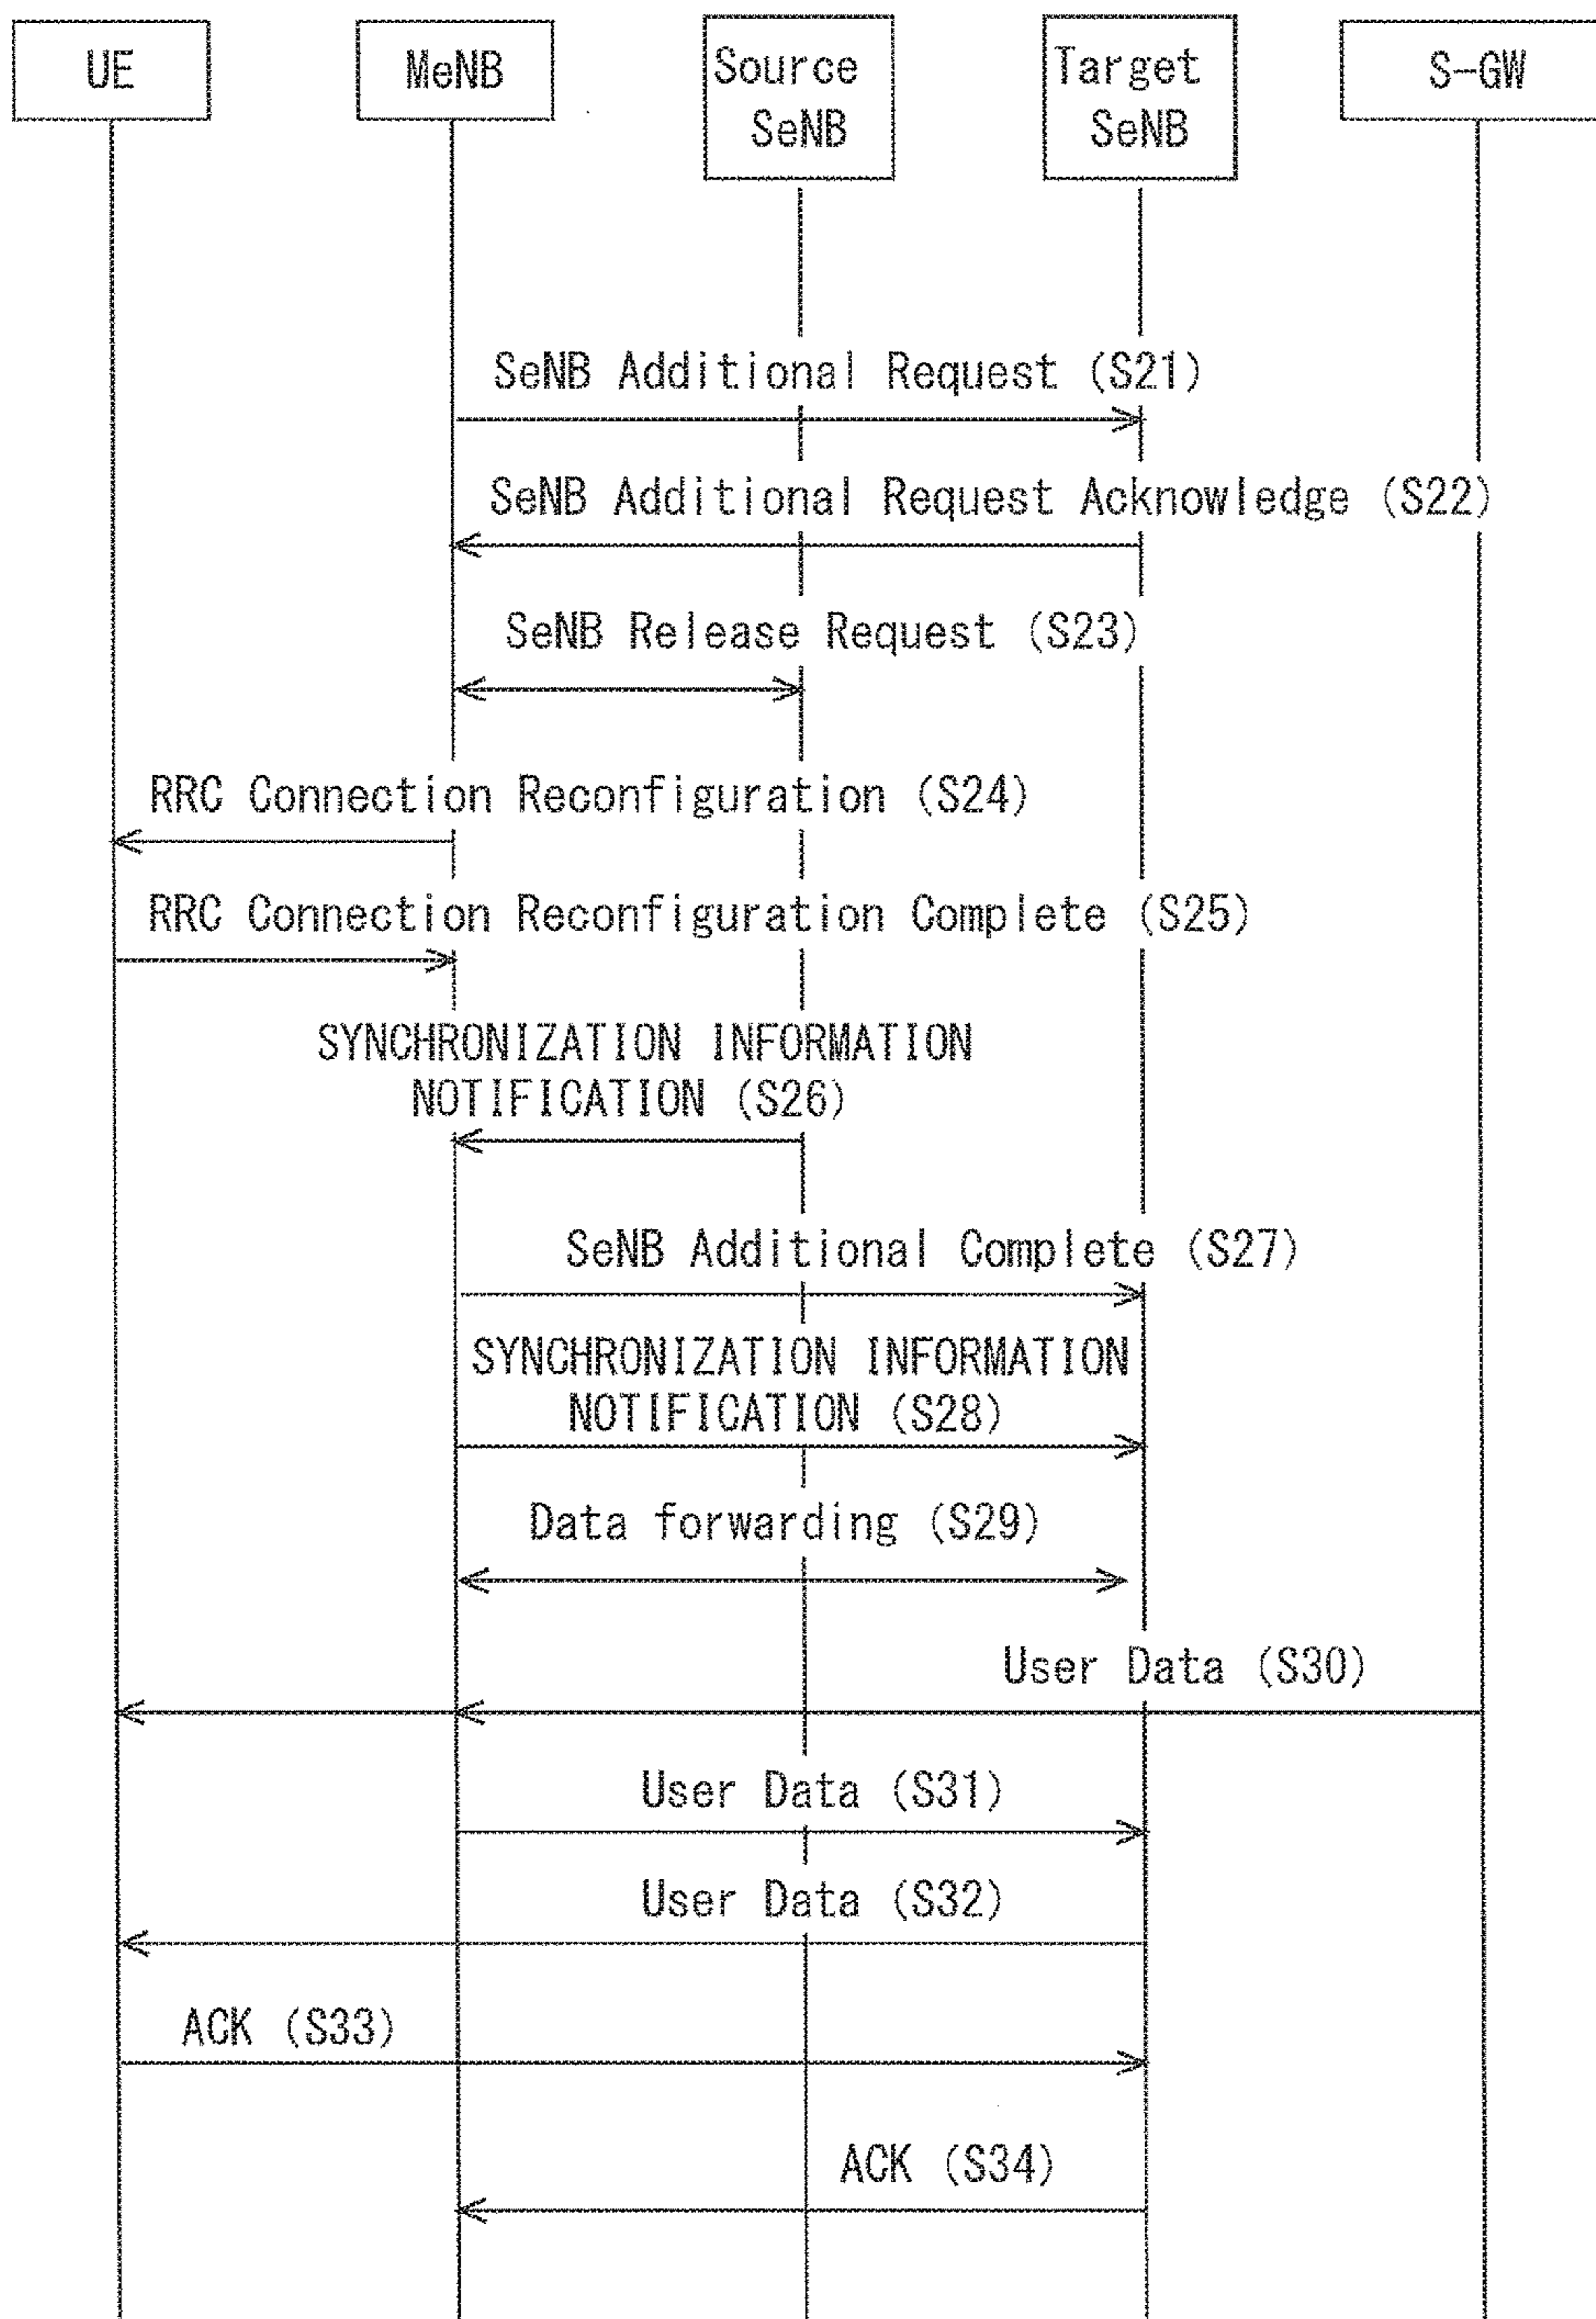 UE
MeNB
Source
SeNB
Target
SeNB
S-GW
SeNB Additional Request (S21)
SeNB Additional Request Acknowledge (S22)
SeNB Release Request (S23)
RRC Connection Reconfiguration (S24)
RRC Connection Reconfiguration Complete (S25)
SYNCHRONIZATION INFORMATION
NOTIFICATION (S26)
SeNB Additional Complete (S27)
SYNCHRONIZATION INFORMATION
NOTIFICATION (S28)
Data forwarding (S29)
User Data (S30)
User Data (S31)
User Data (S32)
ACK (S33)
ACK (S34)